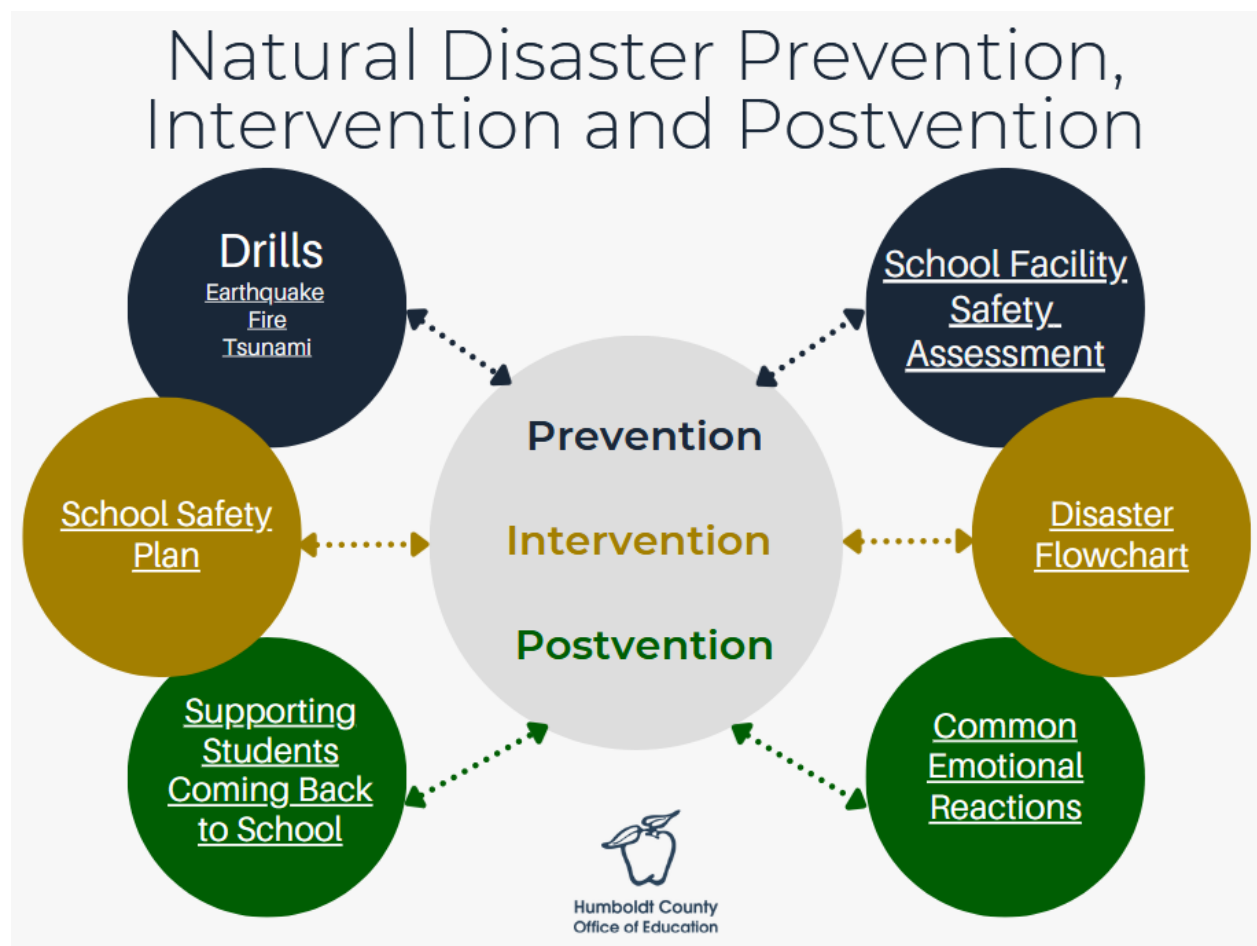 Natural Disaster Prevention,
Intervention and Postvention
Drills
Earthquake
Fire
Tsunami
School Facility
Safety
Assessment
Prevention
Intervention
Postvention
School Safety
Plan
Disaster
Flowchart
Supporting
Students
Coming Back
to School
Common
Emotional
Reactions
Humboldt County
Office of Education